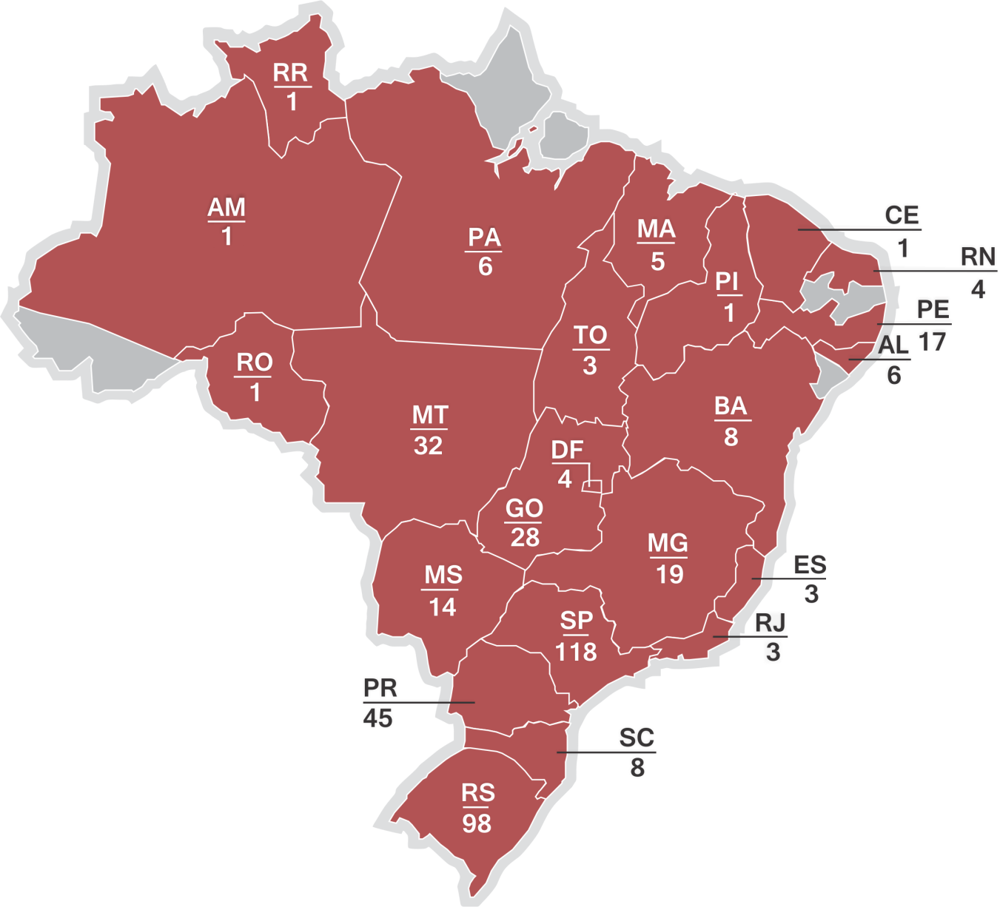 RR
1
AM
1
PA
6
MA
5
CE
1
RN
4
PI
1
PE
17
TO
3
AL
6
RO
1
BA
8
MT
32
DF
4
GO
28
MG
19
MS
14
ES
3
SP
118
RJ
3
PR
45
SC
8
RS
98